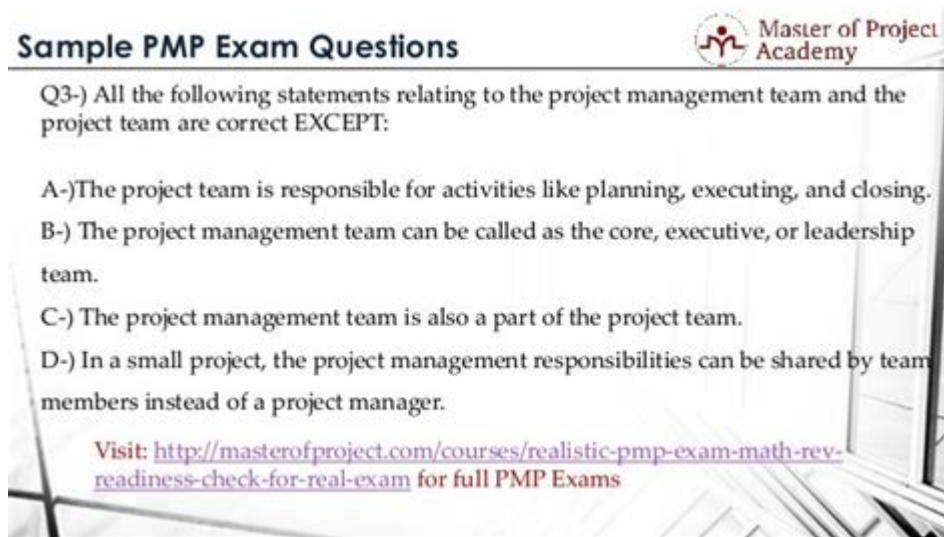 Sample PMP Exam Questions
Master of Project
Academy
Q3-) All the following statements relating to the project management team and the
project team are correct EXCEPT:
A-)The project team is responsible for activities like planning, executing, and closing.
B-) The project management team can be called as the core, executive, or leadership
team.
C-) The project management team is also a part of the project team.
D-) In a small project, the project management responsibilities can be shared by team
members instead of a project manager.
Visit: http://masterofproject.com/courses/realistic-pmp-exam-math-rev-
readiness-check-for-real-exam for full PMP Exams